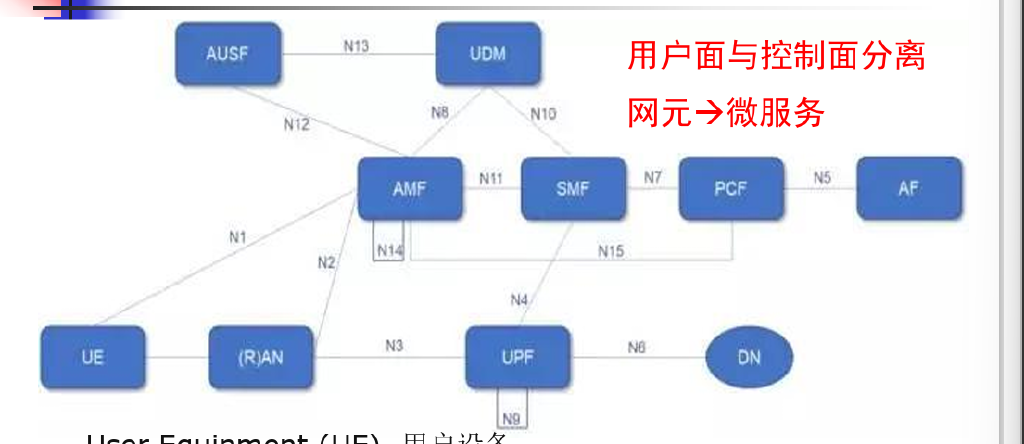 AUSF
N13
UDM
用户面与控制面分离
网元→微服务
N12
N8
N10
AMF
N11
SMF
N7
PCF
N5
AF
N1
N2
N14
N15
N4
UE
(R)AN
N3
UPF
N6
DN
N9
User Equipment (UE), 用户设备